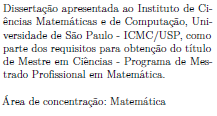 Dissertação apresentada ao Instituto de Ci-
ências Matemáticas e de Computação, Uni-
versidade de São Paulo - ICMC/USP, como
parte dos requisitos para obtenção do título
de Mestre em Ciências - Programa de Mes-
trado Profissional em Matemática.
Área de concentração: Matemática